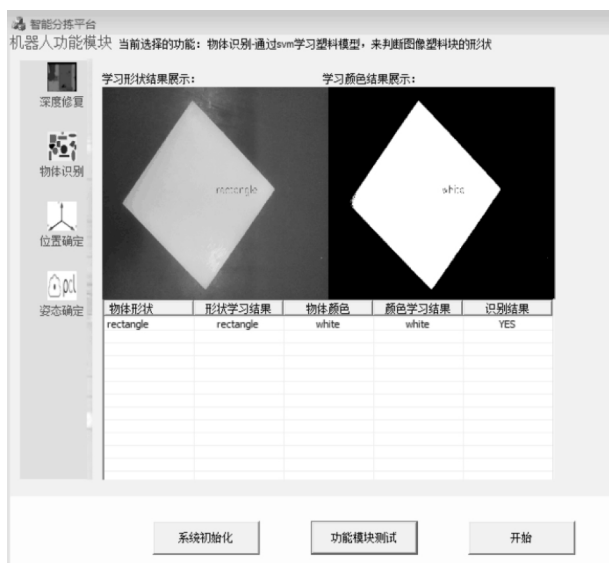 智能分拣平台
机器人功能模块 当前选择的功能：物体识别-通过svm学习塑料模型，来判断图像塑料块的形状
学习形状结果展示： 学习颜色结果展示：
深度修复
物体识别
位置确定
pcl
姿态确定
rectangle
white
物体形状 形状学习结果 物体颜色 颜色学习结果 识别结果
rectangle rectangle white white YES
系统初始化 功能模块测试 开始